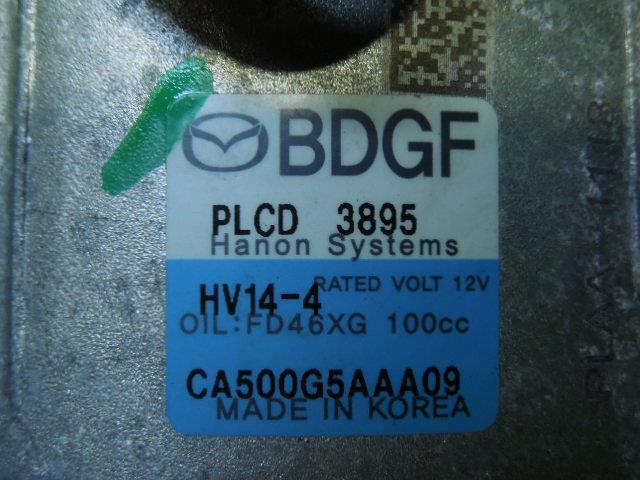 BDGF
PLCD 3895
Hanon Systems
RATED VOLT 12V
HV14-4
OIL:FD46XG 100cc
CA500G5AAA09
MADE IN KOREA